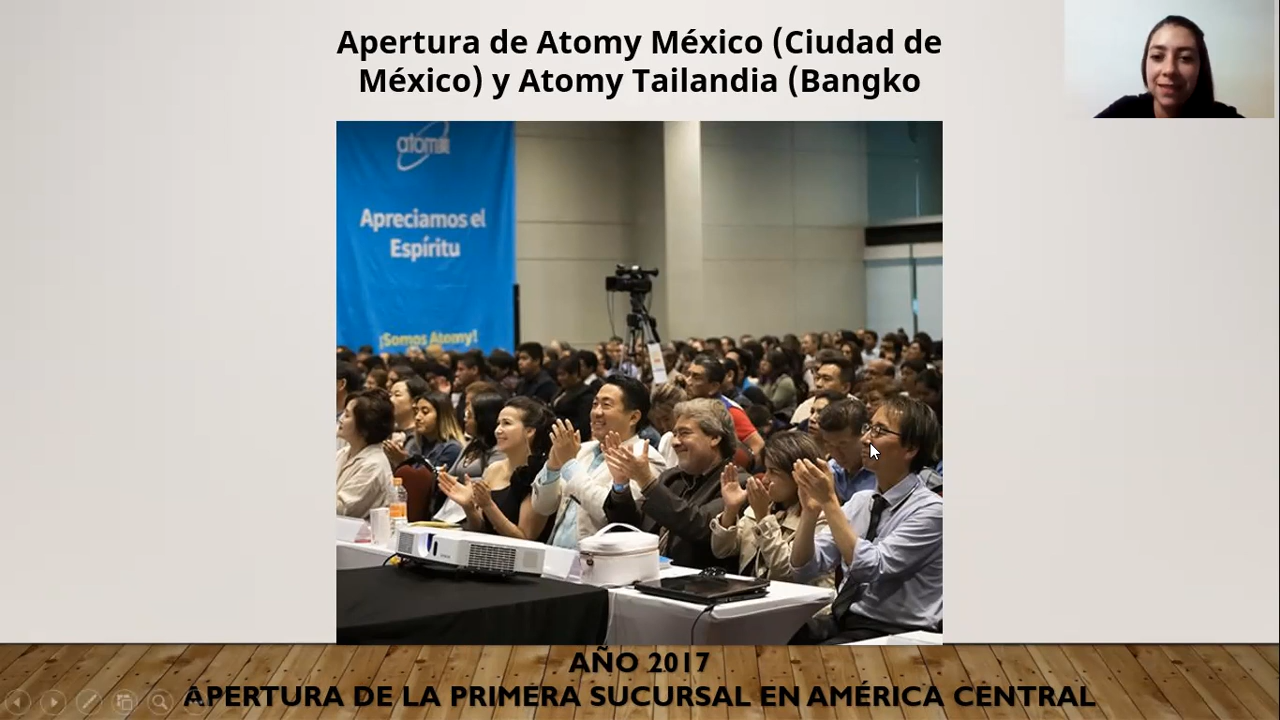 Apertura de Atomy México (Ciudad de
México) y Atomy Tailandia (Bangko
atom
Apreciamos el
Espíritu
¡Somos Atomy!
AÑO 2017
APERTURA DE LA PRIMERA SUCURSAL EN AMÉRICA CENTRAL